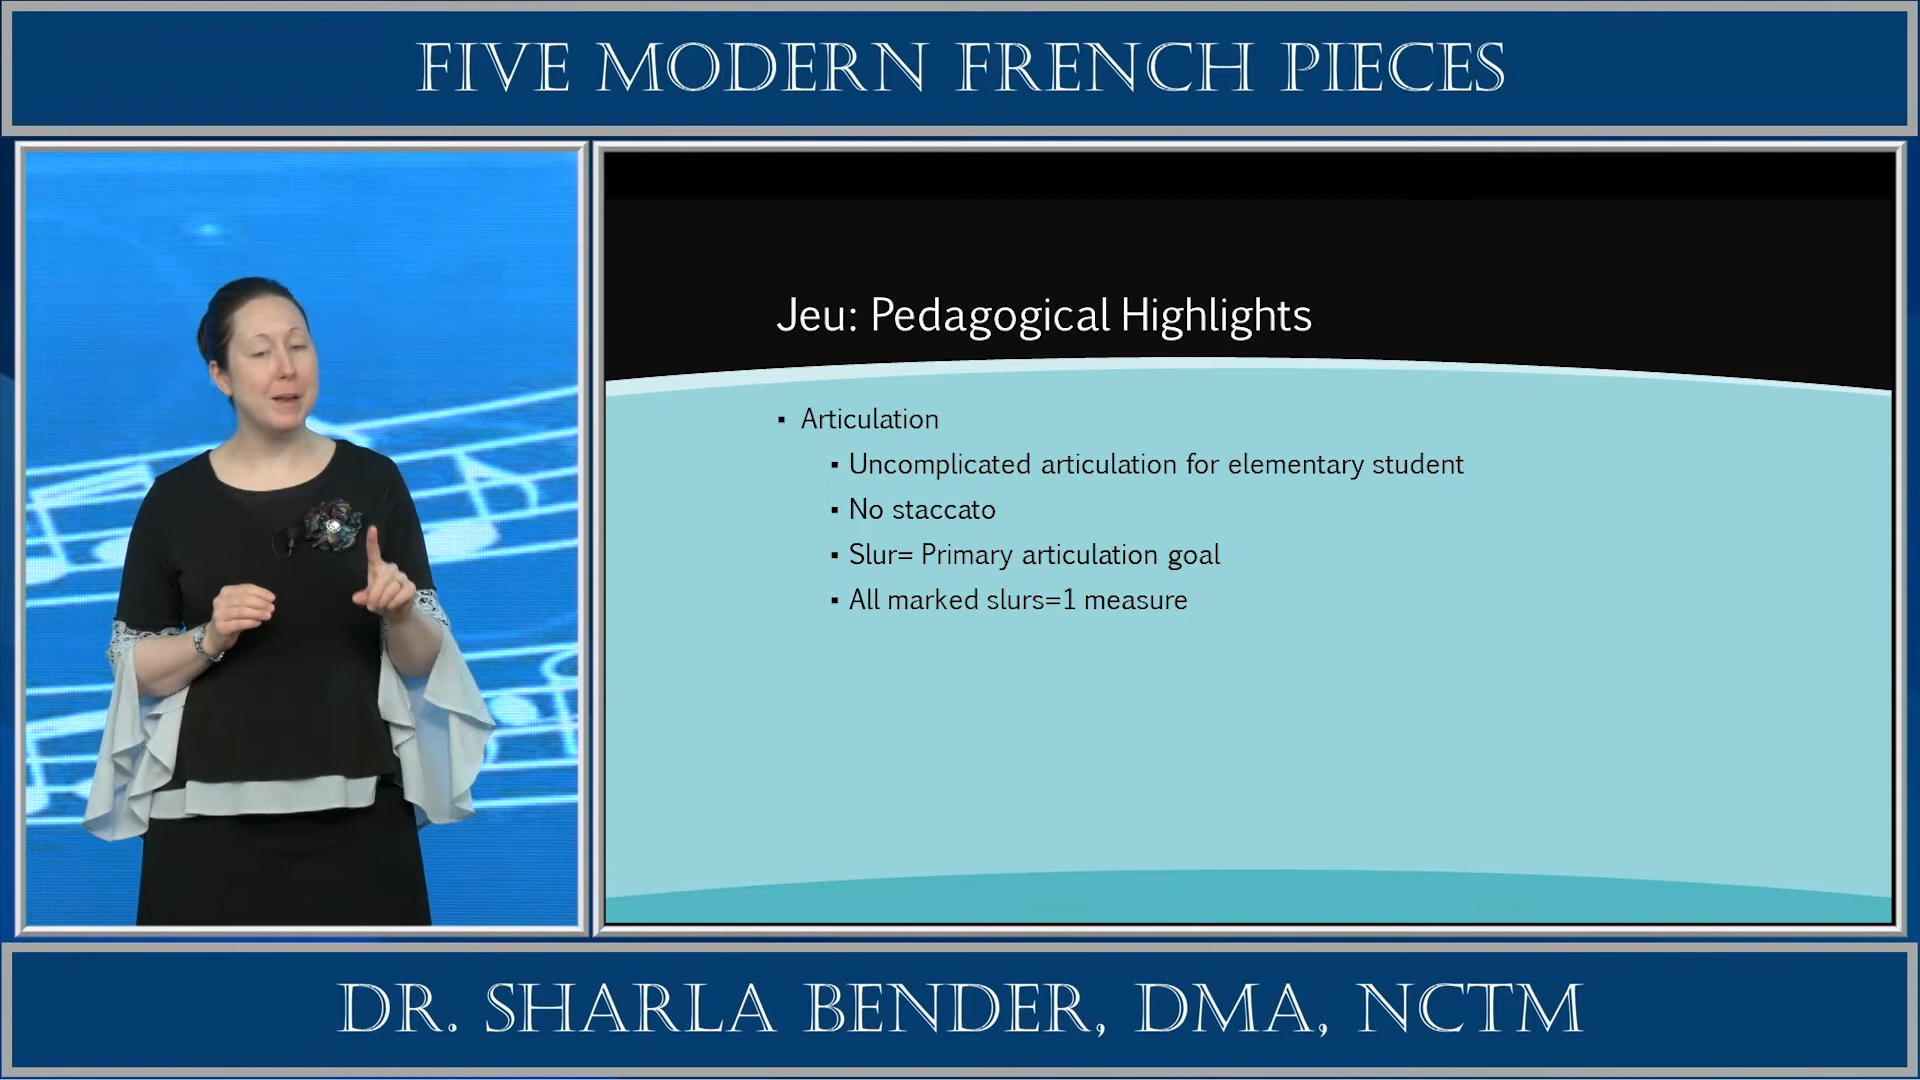 FIVE MODERN FRENCH PIECES
Jeu: Pedagogical Highlights
▪ Articulation
▪ Uncomplicated articulation for elementary student
▪ No staccato
▪ Slur= Primary articulation goal
▪ All marked slurs=1 measure
DR. SHARLA BENDER, DMA, NCTM